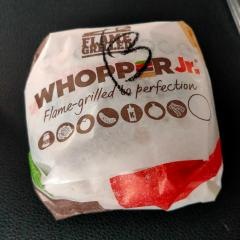 FLAME
GRILLED
WHOPPER Jr.
Flame-grilled to perfection